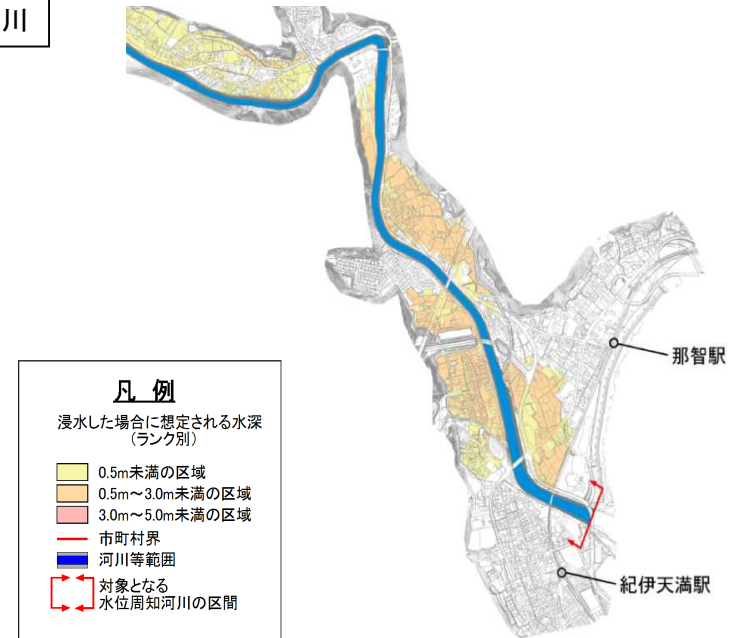 川
那智駅
紀伊天満駅
凡 例
浸水した場合に想定される水深
(ランク別)
0.5m未満の区域
0.5m～3.0m未満の区域
3.0m～5.0m未満の区域
市町村界
河川等範囲
対象となる
水位周知河川の区間